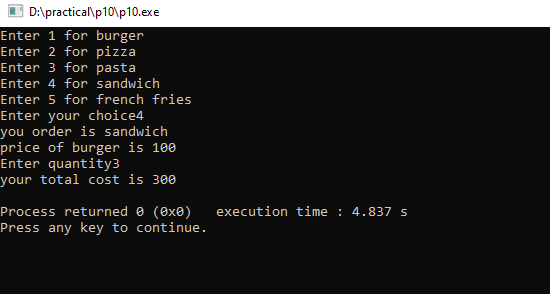 D:\practical\p10\p10.exe
Enter 1 for burger
Enter 2 for pizza
Enter 3 for pasta
Enter 4 for sandwich
Enter 5 for french fries
Enter your choice4
you order is sandwich
price of burger is 100
Enter quantity3
your total cost is 300
Process returned 0 (0x0)   execution time : 4.837 s
Press any key to continue.